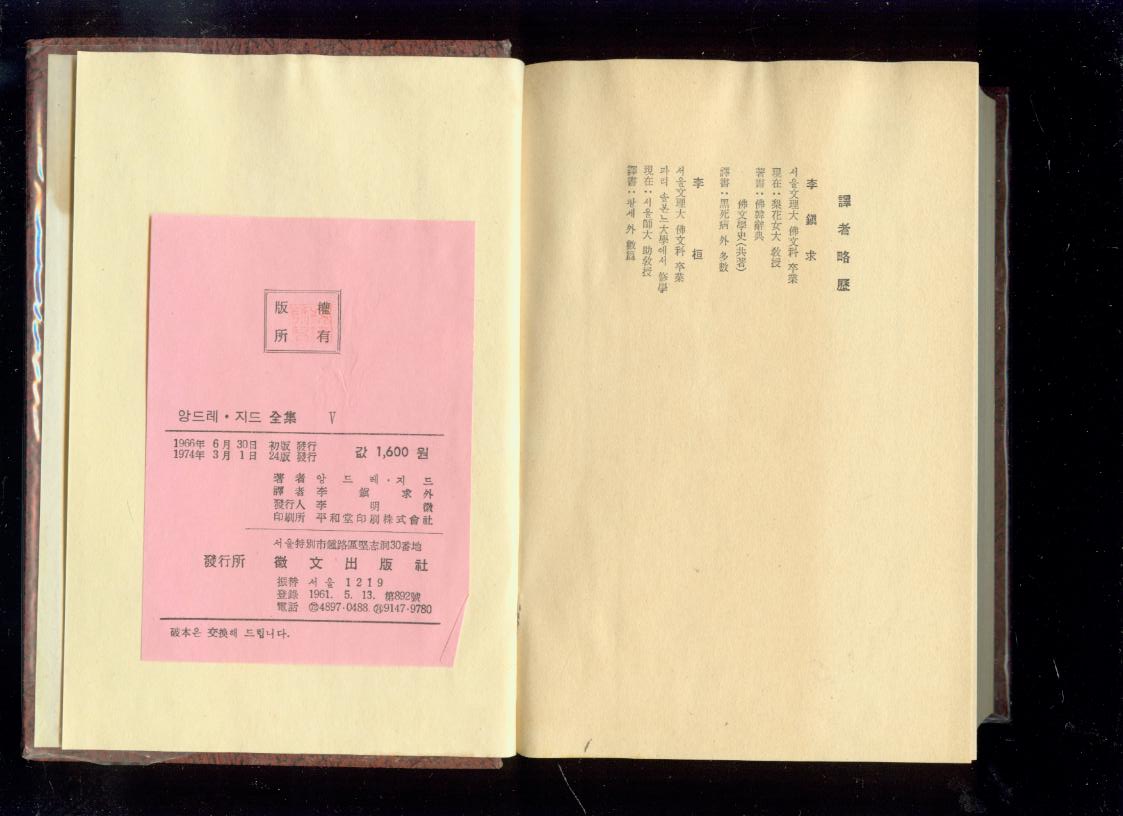 版權
所有
앙드레·지드 全集 V
1966年 6月 30日 初版 發行
1974年 3月 1日 24版 發行
값 1,600 원
著者 앙드레·지드
譯者 李鎭求外
發行人 李明徽
印刷所 平和堂印刷株式會社
서울特別市鍾路區堅志洞30番地
發行所 徽文出版社
振替 서울 1219
登錄 1961. 5. 13. 第892號
電話 ㉄4897·0488 9147·9780
破本은 交換해 드립니다.
譯者略歷
李鎭求
서울文理大 佛文科 卒業
現在:梨花女大 敎授
著書:佛韓辭典
佛文學史(共著)
譯書:黑死病 外 多數
李桓
서울文理大 佛文科 卒業
파리 솔본느大學에서 修學
現在:서울師大 助敎授
譯書:팡세 外 數篇